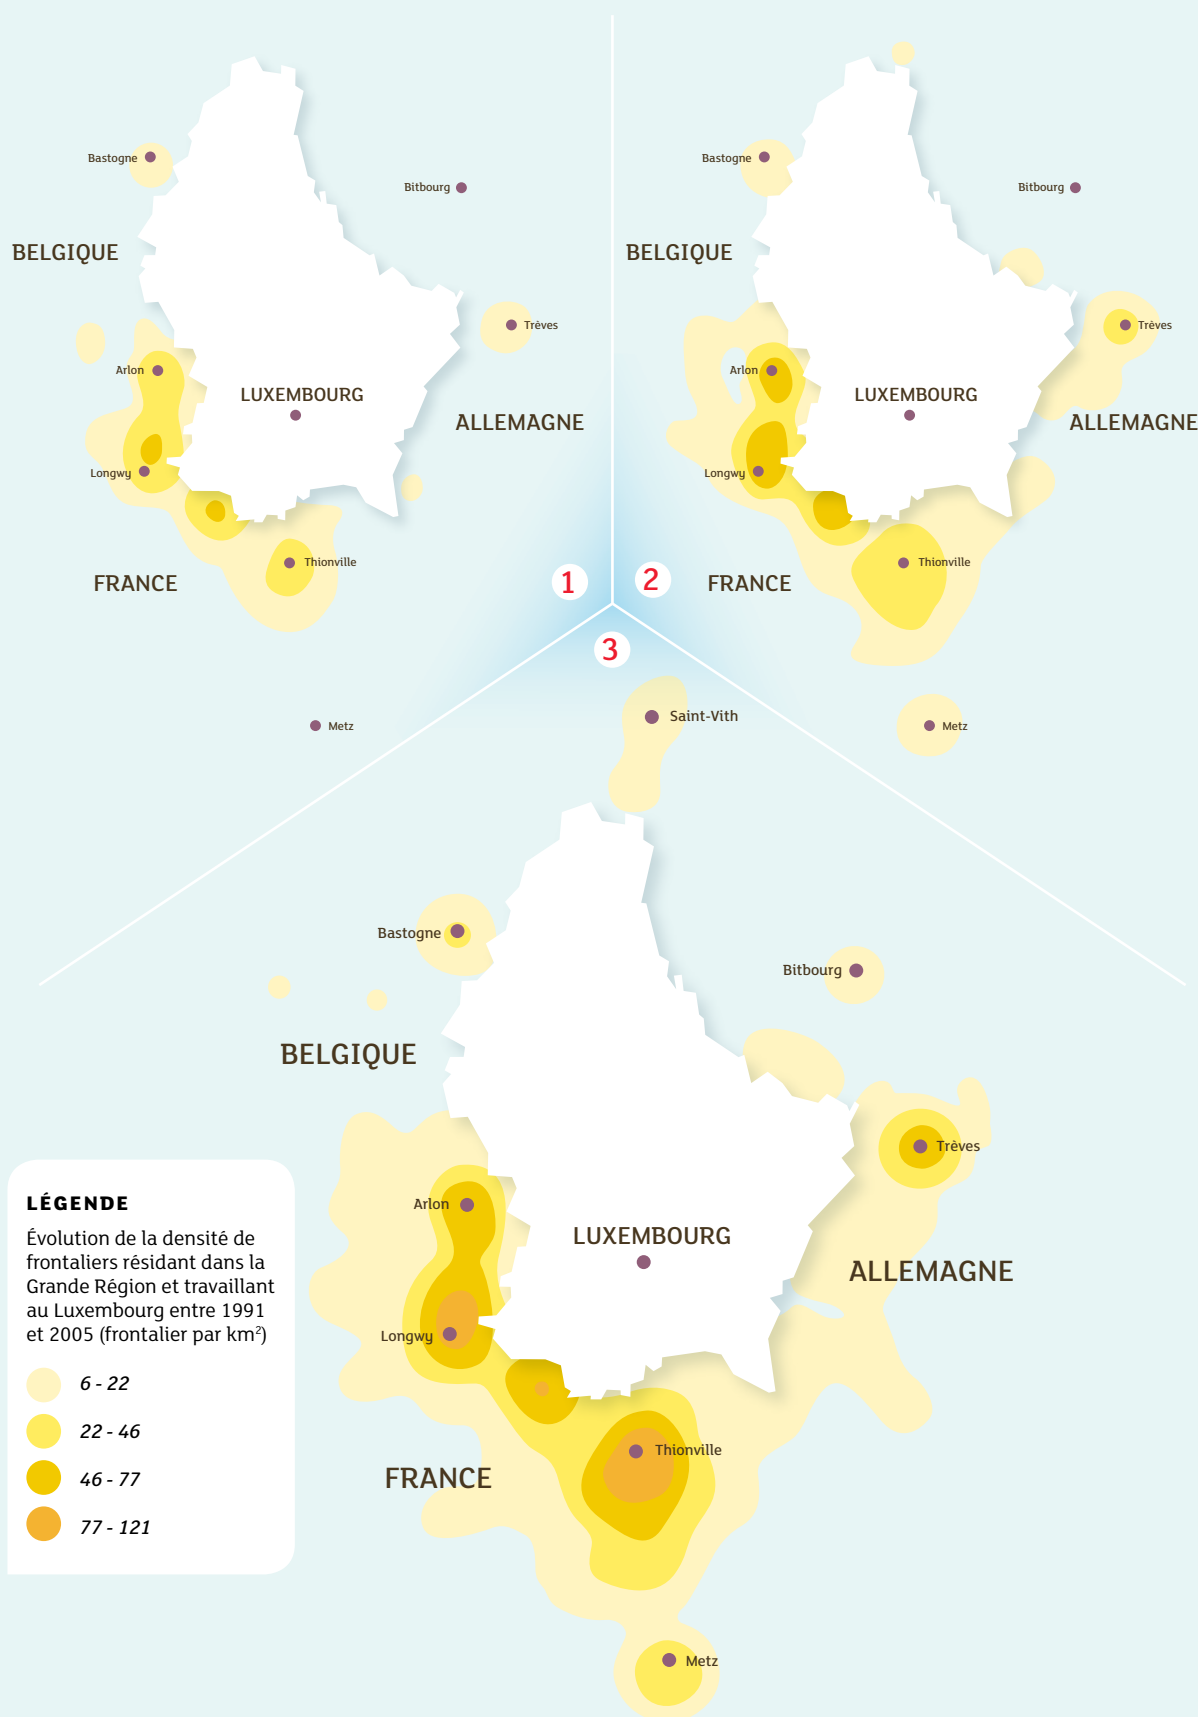 Bastogne
Bitbourg
BELGIQUE
Trèves
Arlon
LUXEMBOURG
ALLEMAGNE
Longwy
Thionville
FRANCE
1
Metz
Bastogne
Bitbourg
BELGIQUE
Trèves
Arlon
LUXEMBOURG
ALLEMAGNE
Longwy
Thionville
FRANCE
2
Metz
3
Saint-Vith
Bastogne
Bitbourg
BELGIQUE
Trèves
Arlon
LUXEMBOURG
ALLEMAGNE
Longwy
Thionville
FRANCE
Metz
LÉGENDE
Évolution de la densité de
frontaliers résidant dans la
Grande Région et travaillant
au Luxembourg entre 1991
et 2005 (frontalier par km²)
6 - 22
22 - 46
46 - 77
77 - 121